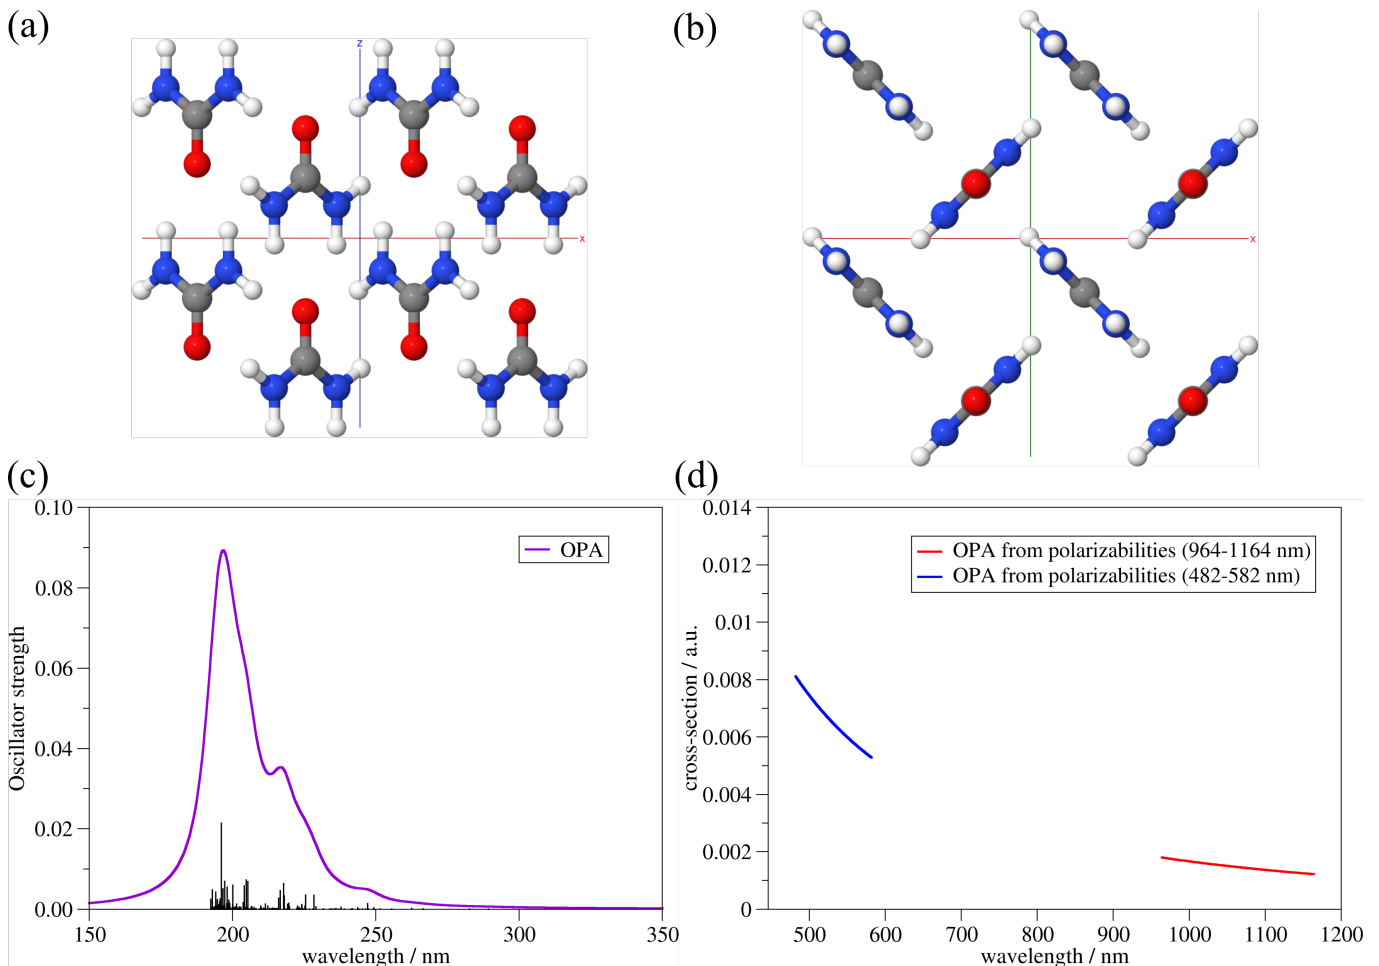 (a)
(b)
z
x
x
(c)
(d)
0.10
0.08
0.06
0.04
0.02
0.00
Oscillator strength
OPA
150
200
250
300
350
wavelength / nm
0.014
0.012
0.01
0.008
0.006
0.004
0.002
0
cross-section / a.u.
OPA from polarizabilities (964-1164 nm)
OPA from polarizabilities (482-582 nm)
500
600
700
800
900
1000
1100
1200
wavelength / nm